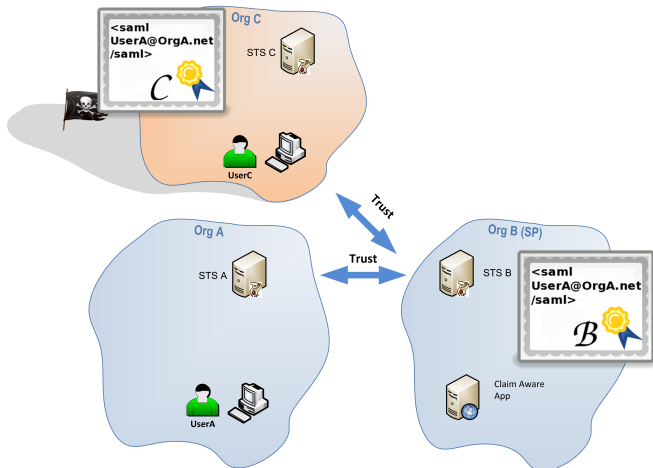 Org C
<saml
UserA@OrgA.net
/saml>
C
C
STS C
UserC
Trust
Org A
Trust
Org B (SP)
STS A
STS B
<saml
UserA@OrgA.net
/saml>
B
Claim Aware
App
UserA